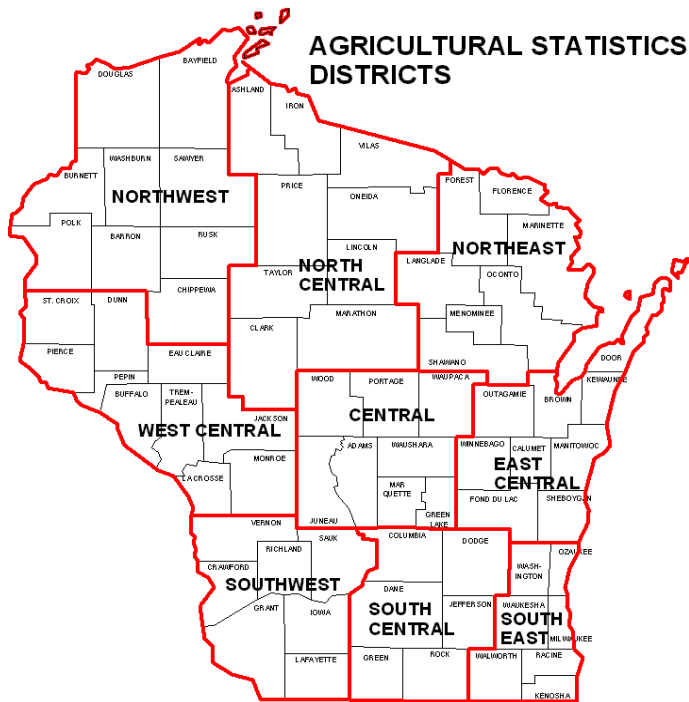 AGRICULTURAL STATISTICS
DISTRICTS
BAYFIELD
DOUGLAS
ASHLAND
IRON
VILAS
BURNETT
WASHBURN
SAWYER
PRICE
FOREST
FLORENCE
ONEIDA
NORTHWEST
POLK
BARRON
RUSK
MARINETTE
LINCOLN
NORTHEAST
LANGLADE
TAYLOR
NORTH
CENTRAL
OCONTO
CHIPPEWA
ST. CROIX
DUNN
MARATHON
MENOMINEE
CLARK
PIERCE
EAU CLAIRE
SHAWANO
DOOR
PEPIN
WOOD
PORTAGE
WAUPACA
KEWAUNEE
BUFFALO
TREM-
PEALEAU
OUTAGAMIE
BROWN
CENTRAL
JACKSON
WEST CENTRAL
ADAMS
WAUSHARA
WINNEBAGO
CALUMET
MANITOWOC
MONROE
EAST
CENTRAL
LACROSSE
MAR
QUETTE
FOND DU LAC
SHEBOYGAN
GREEN
LAKE
VERNON
JUNEAU
SAUK
COLUMBIA
DODGE
RICHLAND
OZAUKEE
CRAWFORD
WASH-
INGTON
SOUTHWEST
DANE
GRANT
IOWA
JEFFERSON
WAUKESHA
SOUTH
CENTRAL
SOUTH
EAST
MILWAUKEE
LAFAYETTE
GREEN
ROCK
WALWORTH
RACINE
KENOSHA